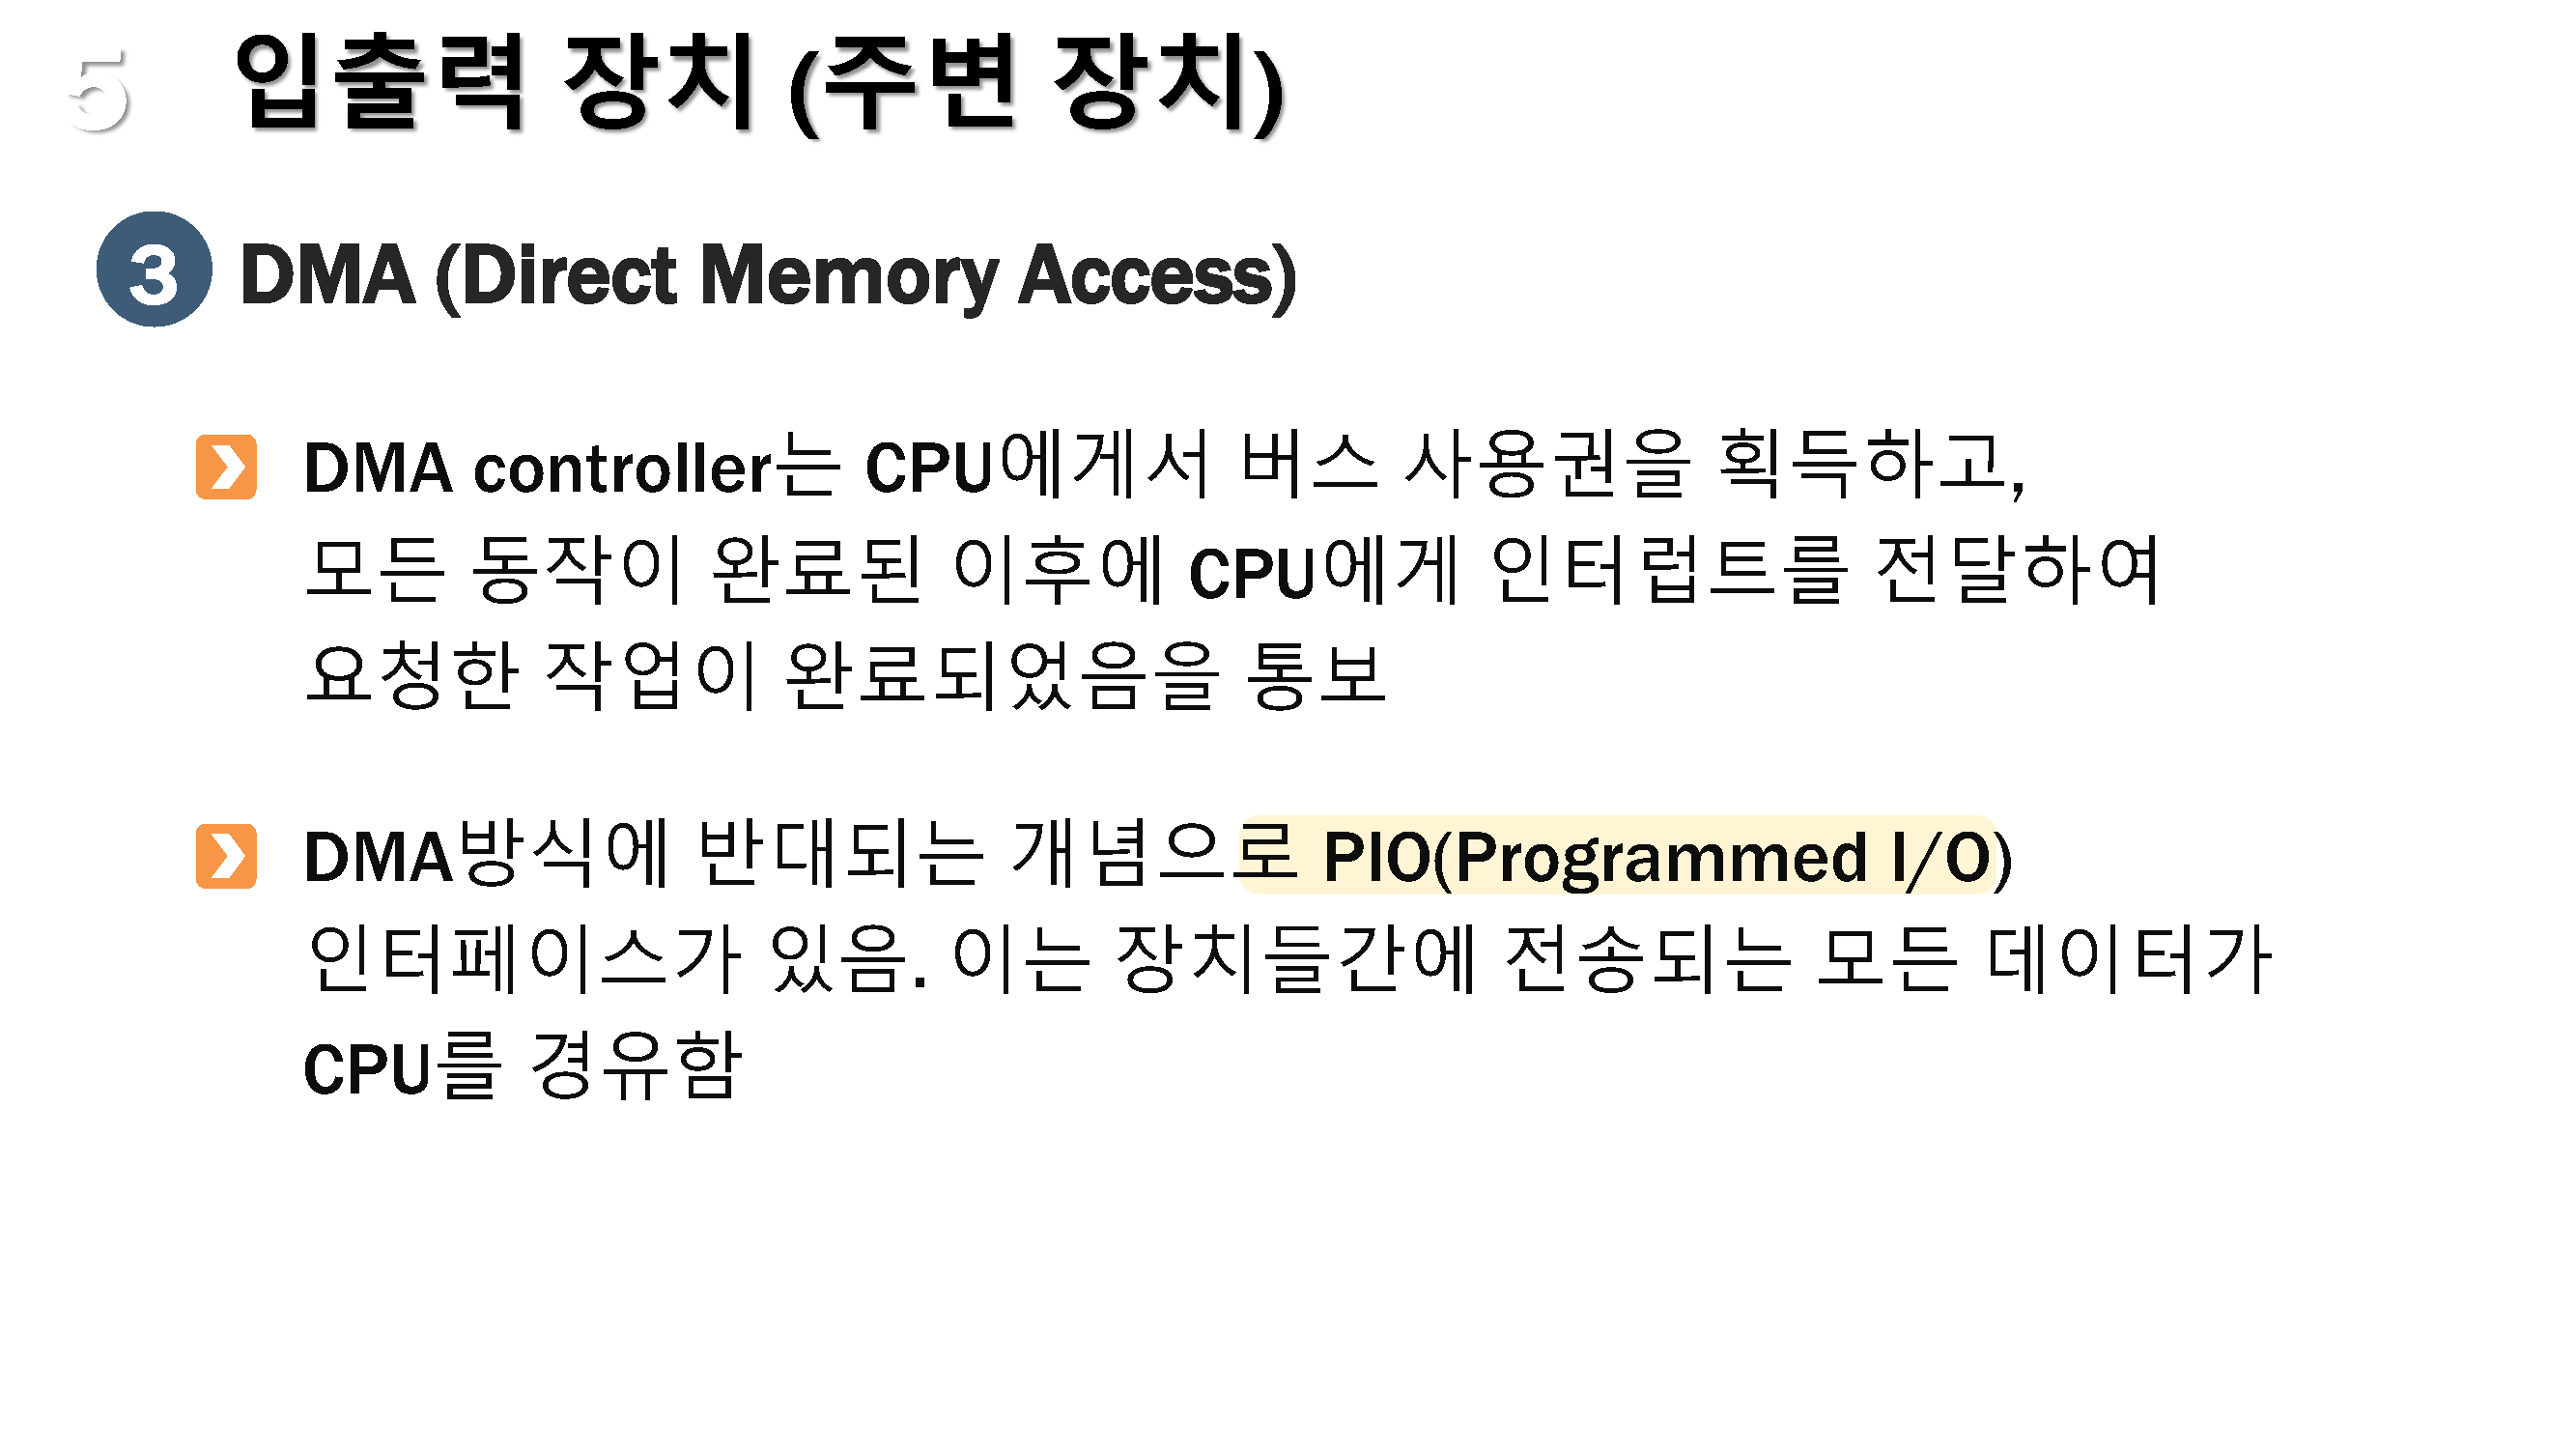 5 입출력 장치 (주변 장치)
3 DMA (Direct Memory Access)
DMA controller는 CPU에게서 버스 사용권을 획득하고,
모든 동작이 완료된 이후에 CPU에게 인터럽트를 전달하여
요청한 작업이 완료되었음을 통보
DMA방식에 반대되는 개념으로 PIO(Programmed I/O)
인터페이스가 있음. 이는 장치들간에 전송되는 모든 데이터가
CPU를 경유함